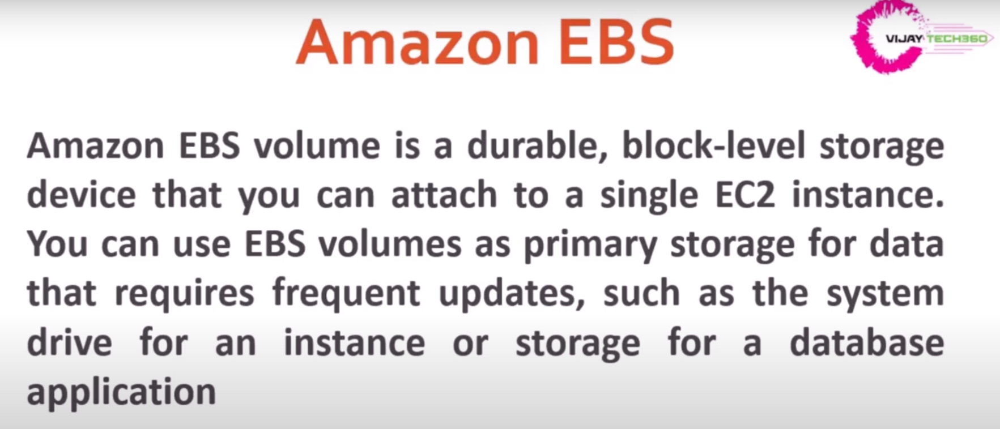 Amazon EBS
VIJAY TECH360
Amazon EBS volume is a durable, block-level storage
device that you can attach to a single EC2 instance.
You can use EBS volumes as primary storage for data
that requires frequent updates, such as the system
drive for an instance or storage for a database
application